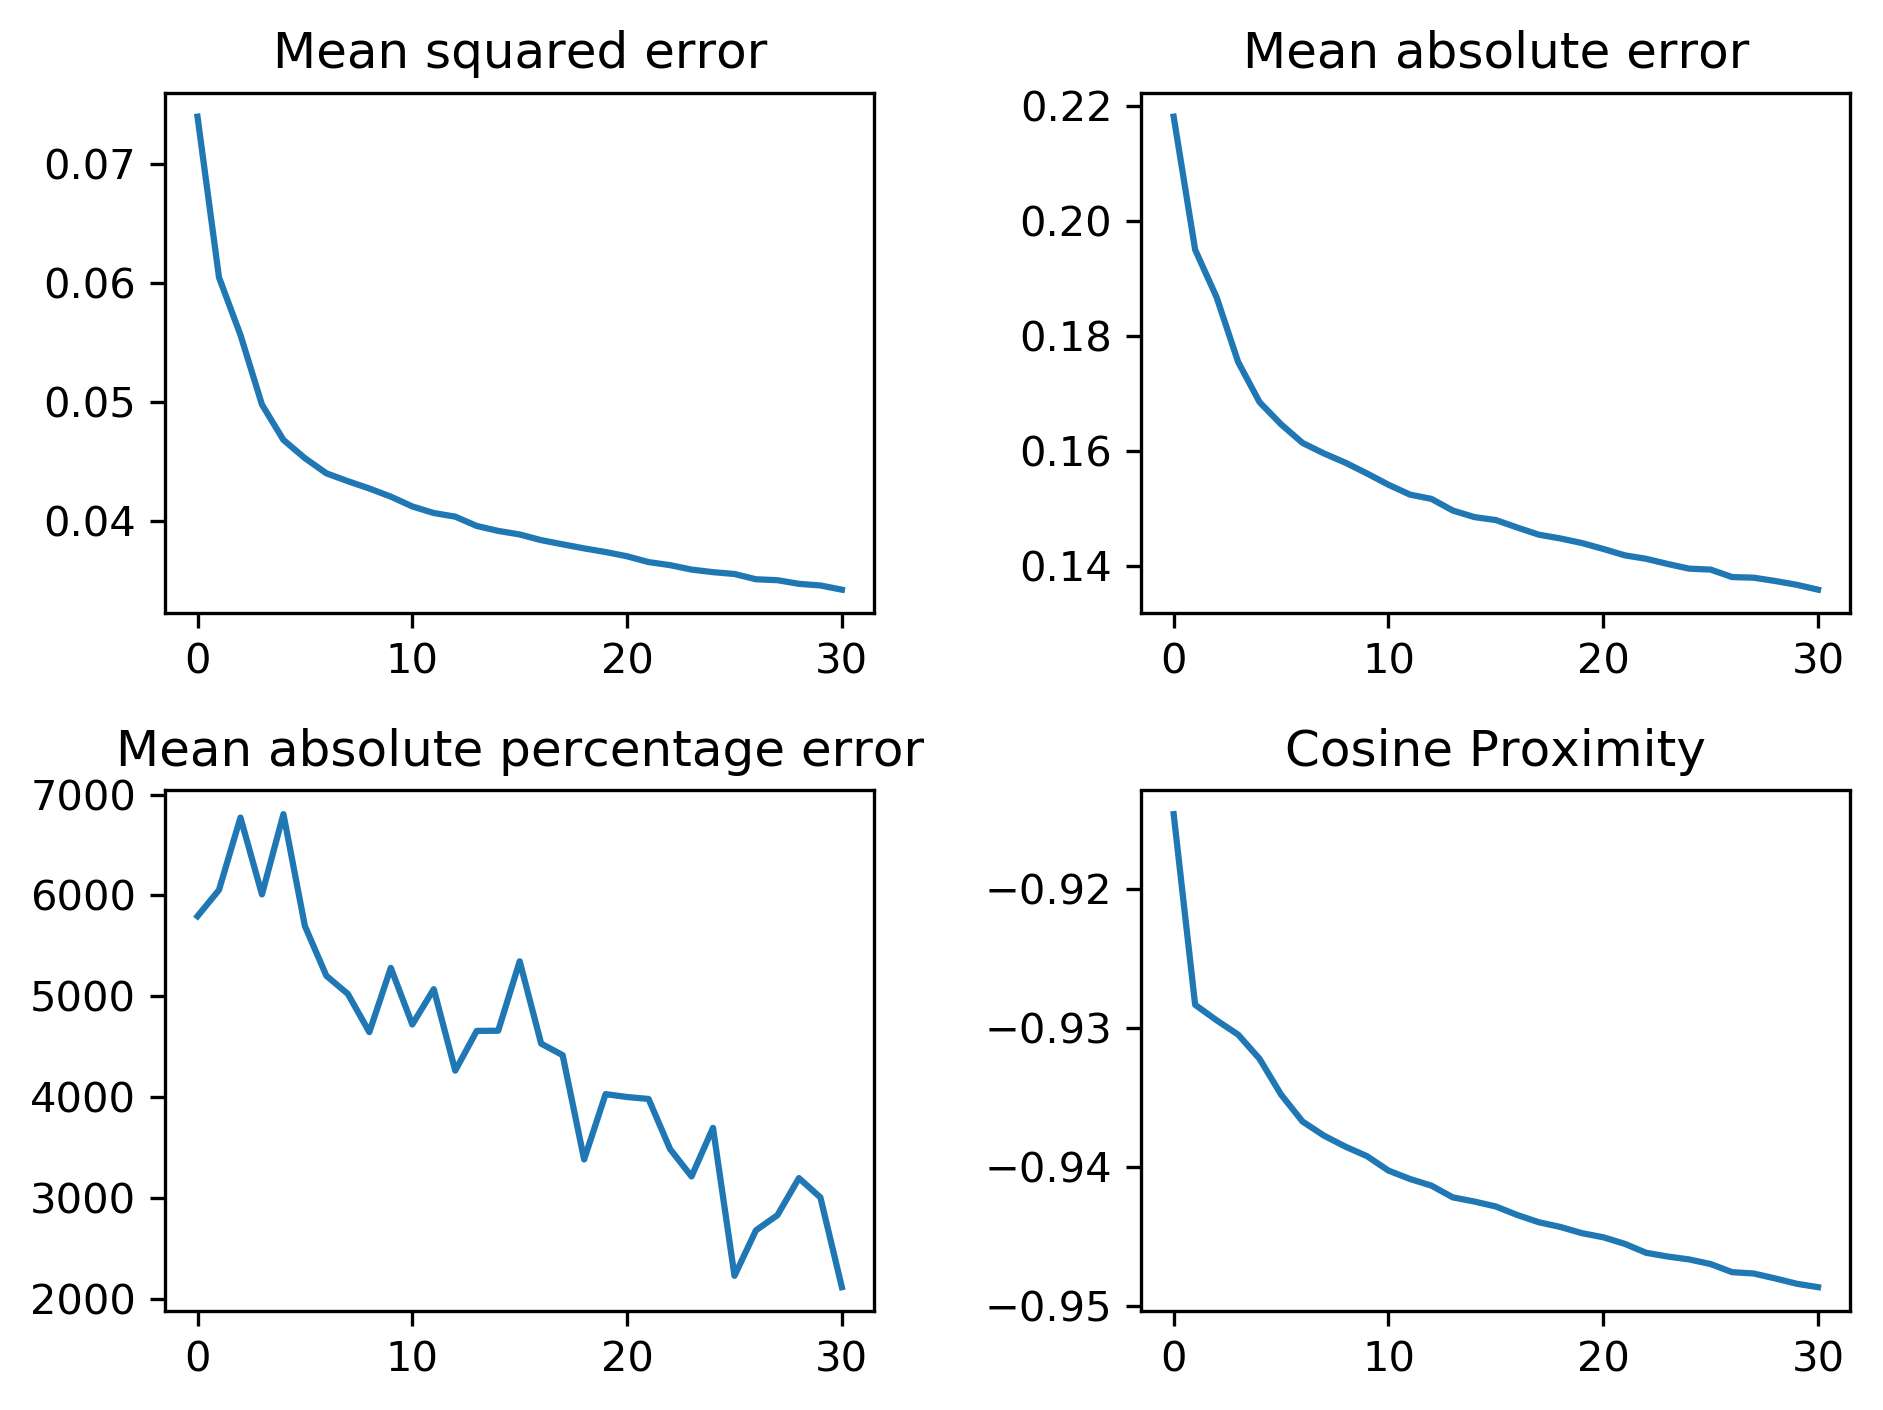 Mean squared error
0.07
0.06
0.05
0.04
0 10 20 30
Mean absolute error
0.22
0.20
0.18
0.16
0.14
0 10 20 30
Mean absolute percentage error
7000
6000
5000
4000
3000
2000
0 10 20 30
Cosine Proximity
−0.92
−0.93
−0.94
−0.95
0 10 20 30